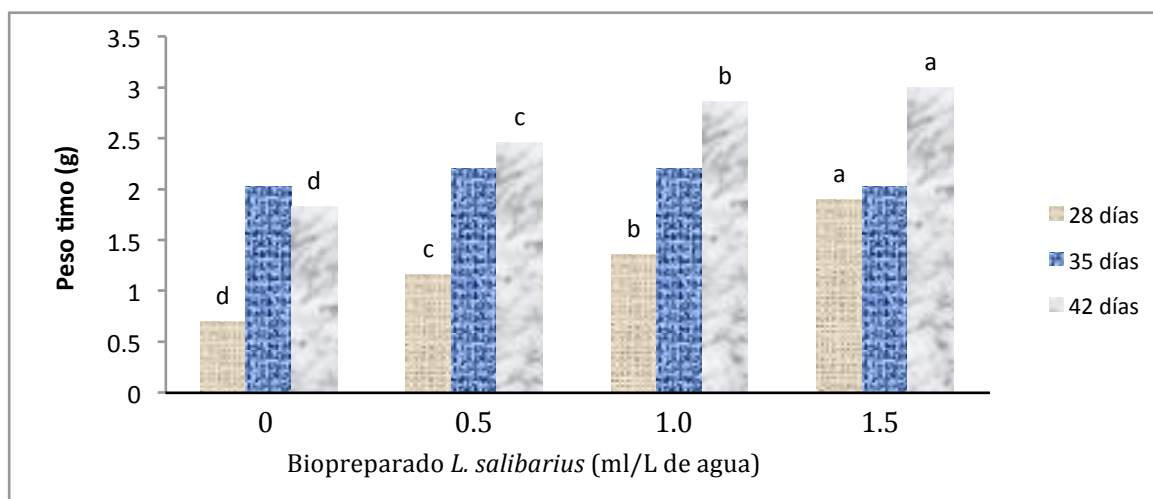 3.5
3
2.5
2
1.5
1
0.5
0
Peso timo (g)
d
d
c
c
b
b
a
a
0
0.5
1.0
1.5
Biopreparado L. salibarius (ml/L de agua)
28 días
35 días
42 días